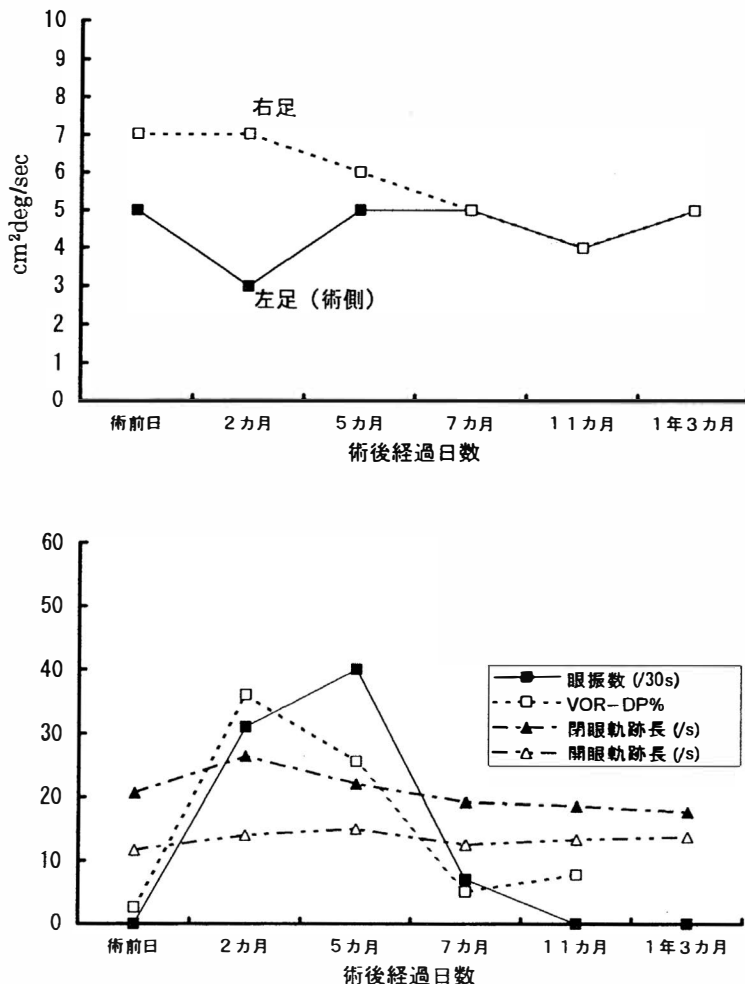 10
9
8
7
6
5
4
3
2
1
0
cm²deg/sec
右足
左足（術側）
術前日 2カ月 5カ月 7カ月 11カ月 1年3カ月
術後経過日数
60
50
40
30
20
10
0
眼振数 (/30s)
VOR-DP%
閉眼軌跡長 (/s)
開眼軌跡長 (/s)
術前日 2カ月 5カ月 7カ月 11カ月 1年3カ月
術後経過日数